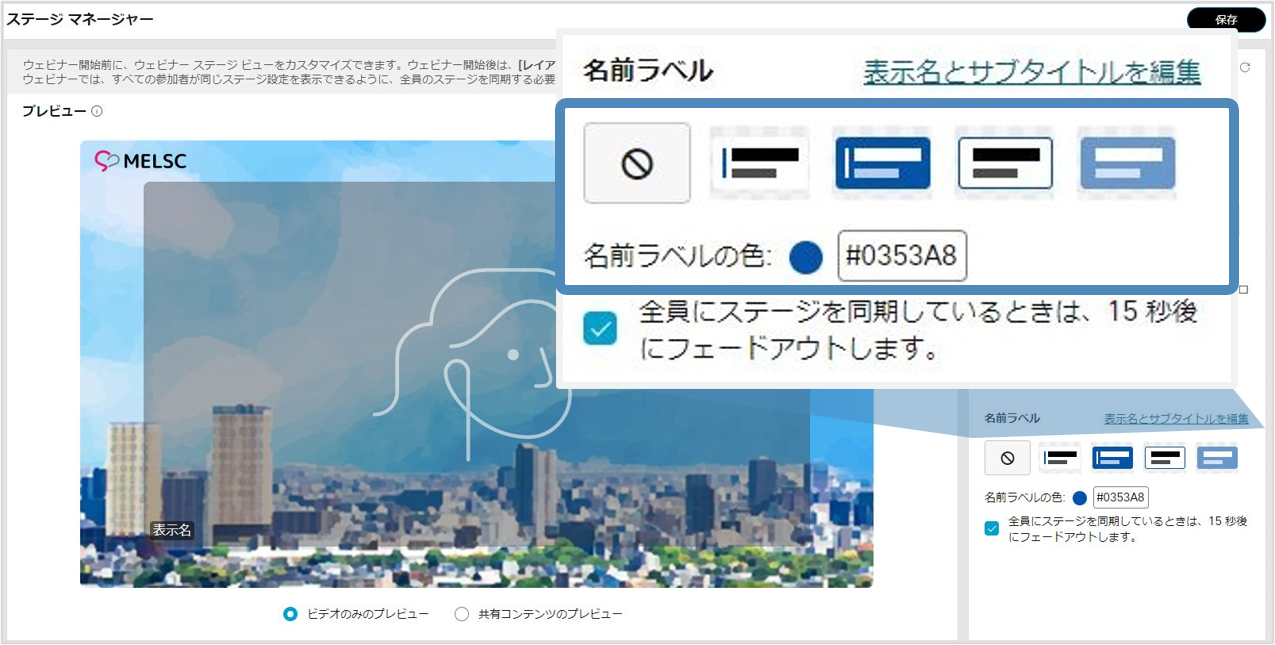 ステージ マネージャー
保存
ウェビナー開始前に、ウェビナー ステージ ビューをカスタマイズできます。ウェビナー開始後は、[レイア
ウェビナーでは、すべての参加者が同じステージ設定を表示できるように、全員のステージを同期する必要
プレビュー
MELSC
表示名
ビデオのみのプレビュー
共有コンテンツのプレビュー
名前ラベル
表示名とサブタイトルを編集
名前ラベルの色:
#0353A8
全員にステージを同期しているときは、15 秒後
にフェードアウトします。
名前ラベル
表示名とサブタイトルを編集
名前ラベルの色:
#0353A8
全員にステージを同期しているときは、15 秒後
にフェードアウトします。